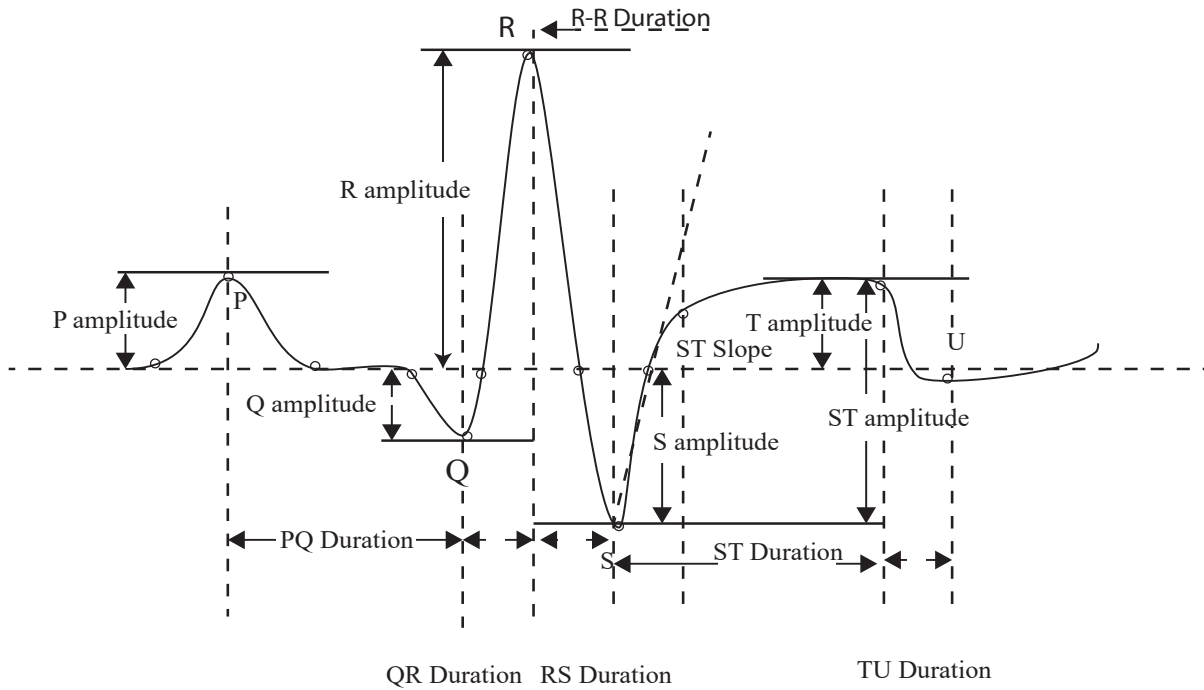 R
R-R Duration
R amplitude
P
P amplitude
T amplitude
U
ST Slope
Q amplitude
ST amplitude
S amplitude
Q
PQ Duration
S
ST Duration
QR Duration
RS Duration
TU Duration